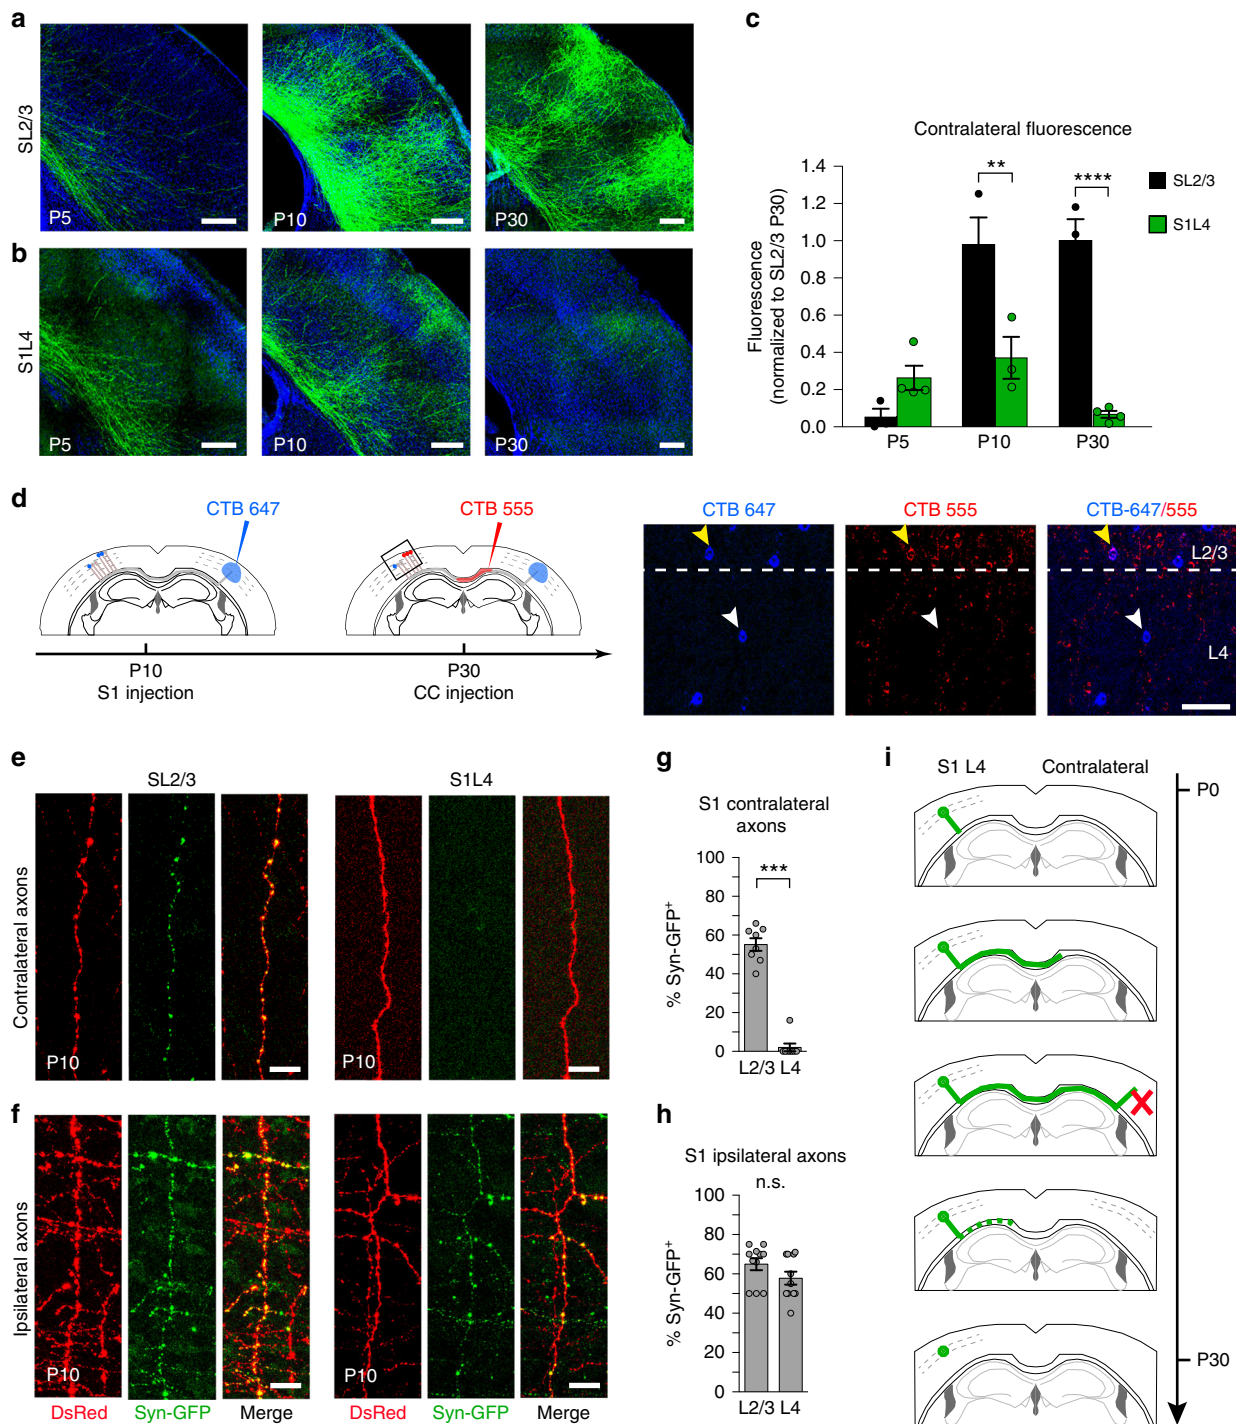 a
SL2/3
P5
P10
P30
b
S1L4
P5
P10
P30
c
Contralateral fluorescence
Fluorescence
(normalized to SL2/3 P30)
1.4
1.2
1.0
0.8
0.6
0.4
0.2
0.0
**
****
P5
P10
P30
SL2/3
S1L4
d
CTB 647
CTB 555
P10
S1 injection
P30
CC injection
CTB 647
CTB 555
CTB-647/555
L2/3
L4
e
SL2/3
S1L4
Contralateral axons
P10
P10
f
Ipsilateral axons
P10
P10
DsRed
Syn-GFP
Merge
DsRed
Syn-GFP
Merge
g
S1 contralateral
axons
% Syn-GFP+
100
80
60
40
20
0
***
L2/3 L4
h
S1 ipsilateral axons
n.s.
% Syn-GFP+
100
80
60
40
20
0
L2/3 L4
i
S1 L4
Contralateral
P0
P30